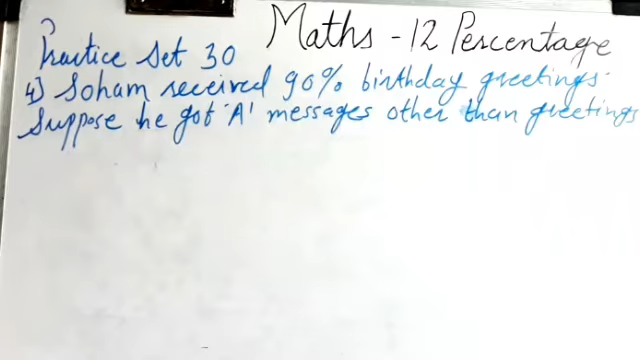 Maths - 12 Percentage
Practice Set 30
4) Soham received 90% birthday greetings.
Suppose he got 'A' messages other than greetings